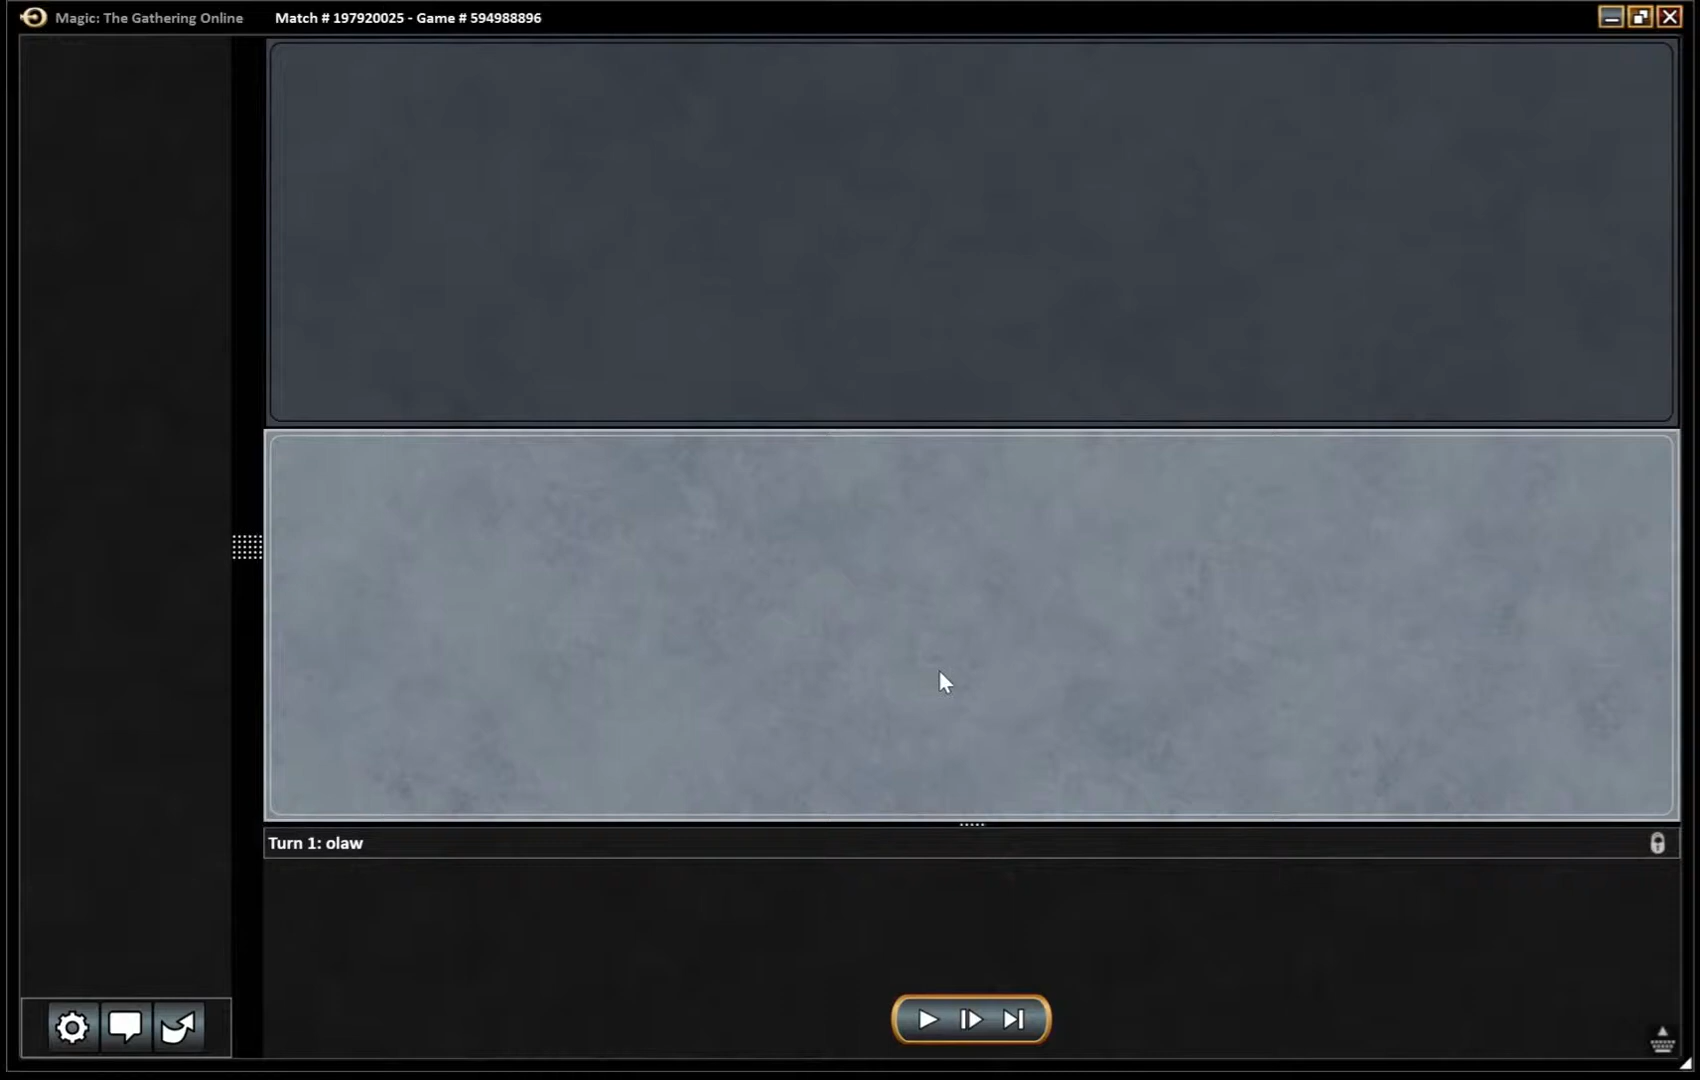 Magic: The Gathering Online Match # 197920025 - Game # 594988896
Turn 1: olaw